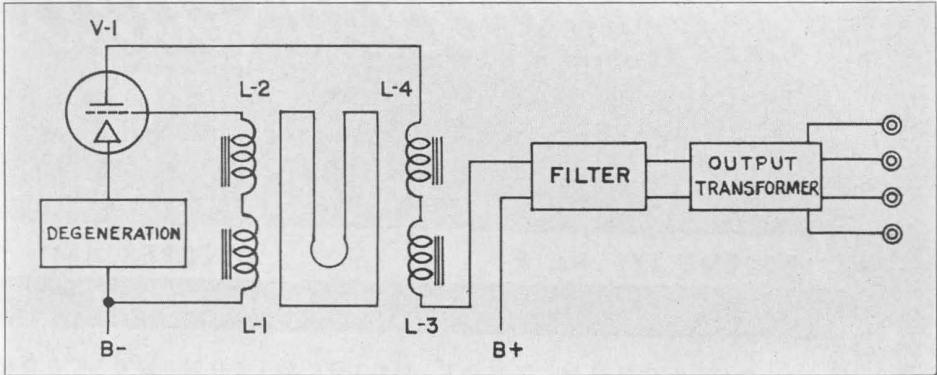 V-1
L-2
L-4
DEGENERATION
FILTER
OUTPUT
TRANSFORMER
L-1
L-3
B-
B+